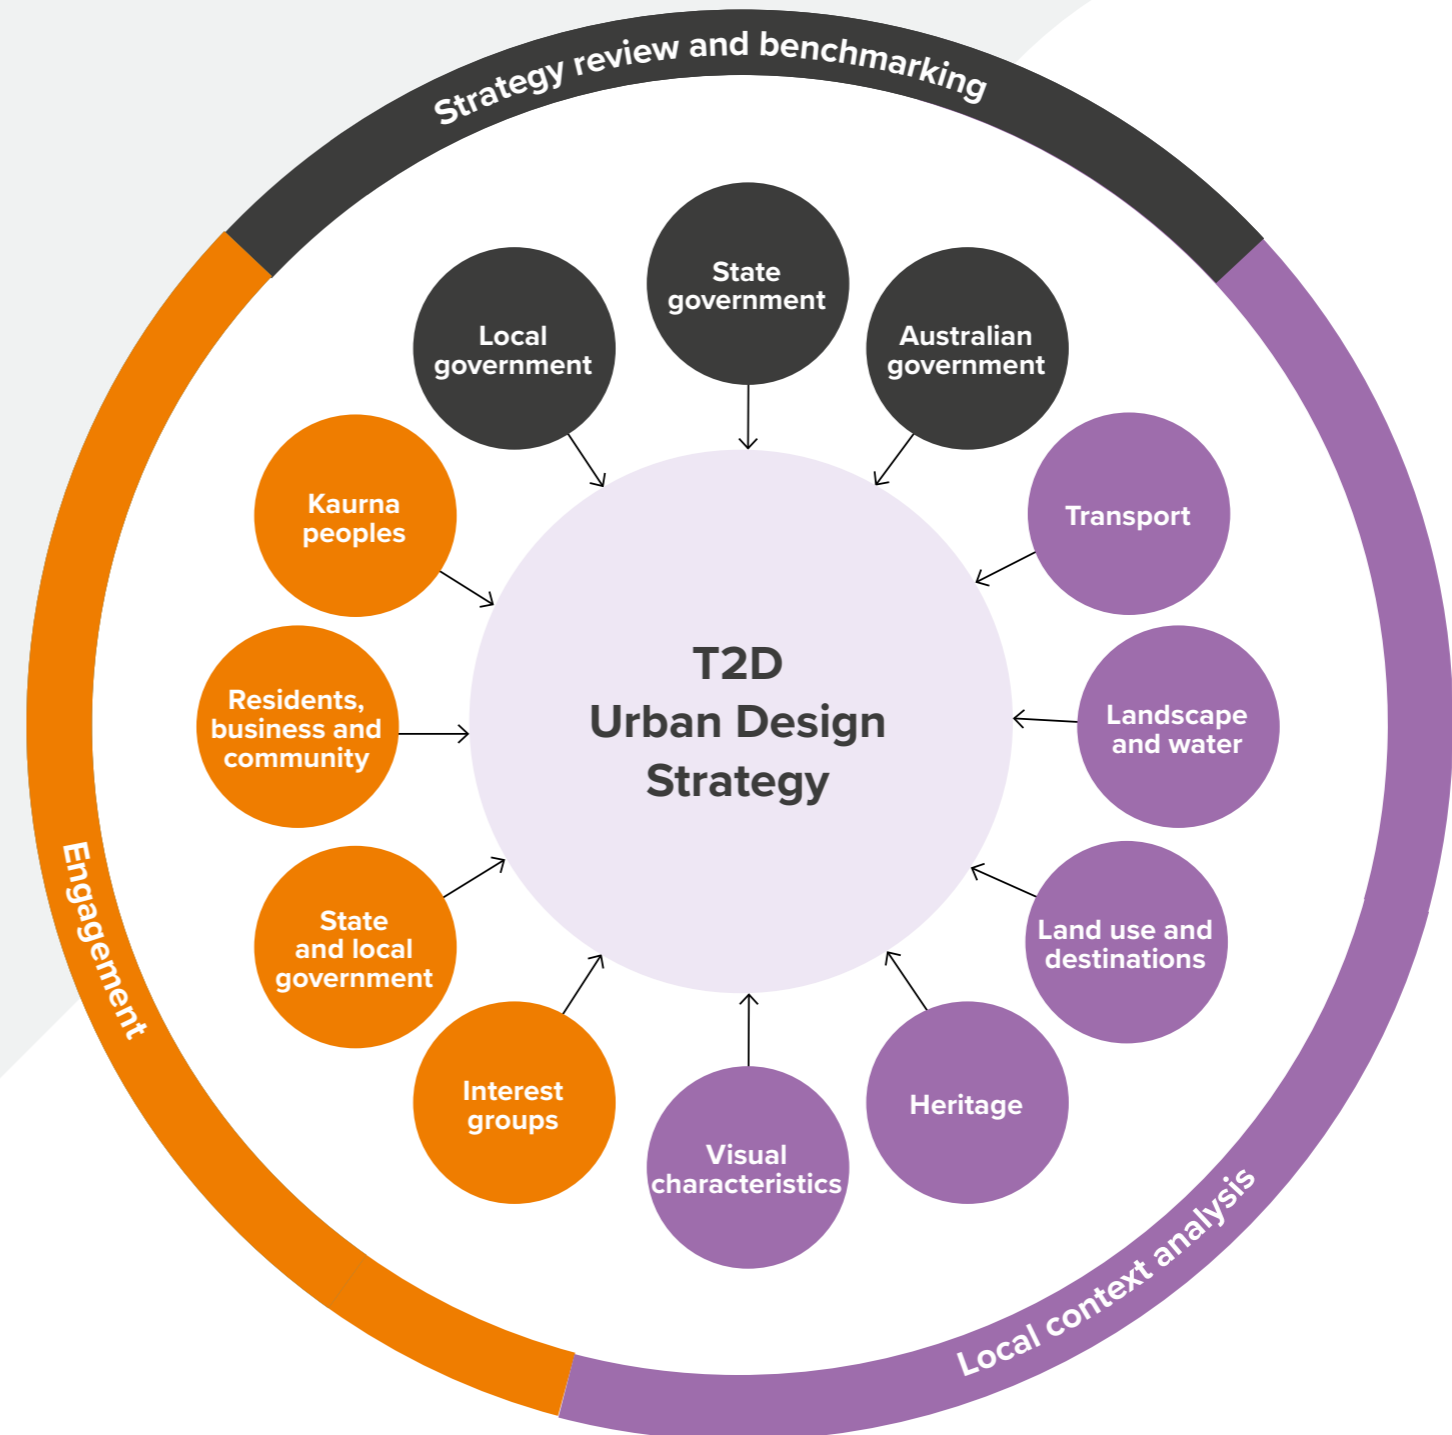 Strategy review and benchmarking
State
government
Local
government
Australian
government
Kaurna
peoples
Transport
Residents,
business and
community
T2D
Urban Design
Strategy
Landscape
and water
Engagement
State
and local
government
Land use and
destinations
Interest
groups
Heritage
Visual
characteristics
Local context analysis